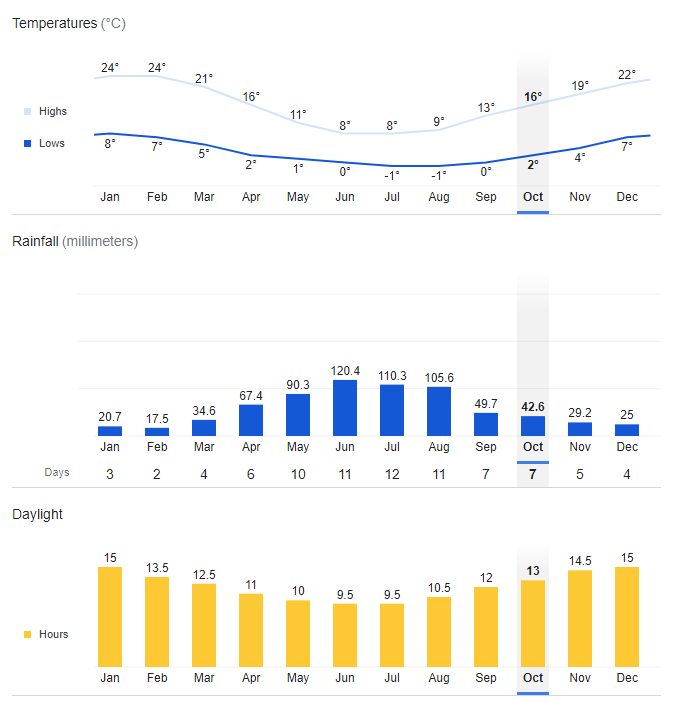 Temperatures (°C)
24° 24° 21° 16° 11° 8° 8° 9° 13° 16° 19° 22°
Highs
Lows
8° 7° 5° 2° 1° 0° -1° -1° 0° 2° 4° 7°
Jan Feb Mar Apr May Jun Jul Aug Sep Oct Nov Dec
Rainfall (millimeters)
20.7 17.5 34.6 67.4 90.3 120.4 110.3 105.6 49.7 42.6 29.2 25
Jan Feb Mar Apr May Jun Jul Aug Sep Oct Nov Dec
Days 3 2 4 6 10 11 12 11 7 7 5 4
Daylight
15 13.5 12.5 11 10 9.5 9.5 10.5 12 13 14.5 15
Hours
Jan Feb Mar Apr May Jun Jul Aug Sep Oct Nov Dec